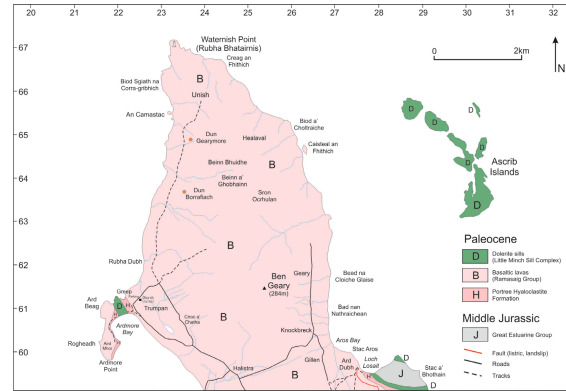 20 21 22 23 24 25 26 27 28 29 30 31 32
67
66
65
64
63
62
61
60
59
Waternish Point
(Rubha Bhatairnis)
Creag an
Fhithich
B
Biod Sgiath na
Corra-gribhich
Unish
An Camastac
Biod a'
Choltraiche
Dun
Gearymore
Healaval
Caisteal an
Fhithich
Beinn Bhuidhe
B
Beinn a'
Ghobhainn
Dun
Borrafiach
Sron
Ocrhulan
B
Rubha Dubh
Ben
Geary
(284m)
Geary
Bead na
Cloiche Glaise
Gmep
Ard
Beag
D
H
Trumpan
Ardmore
Bay
Cnoc a'
B
Bad nan
Nathraichean
Knockbreck
Rogheadh
Ard
Mhor
Ardmore
Point
Aros Bay
Stac Aros
Halistra
B
Gillen
Ard
Dubh
Loch
Losait
H
D
J
Stac a'
Bhothain
D
0 2km
N
D
D
D
D
D
D
Ascrib
Islands
Paleocene
D Dolerite sills
(Little Minch Sill Complex)
B Basaltic lavas
(Ramasaig Group)
H Portree Hyaloclastite
Formation
Middle Jurassic
J Great Estuarine Group
Fault (listric, landslip)
Roads
Tracks